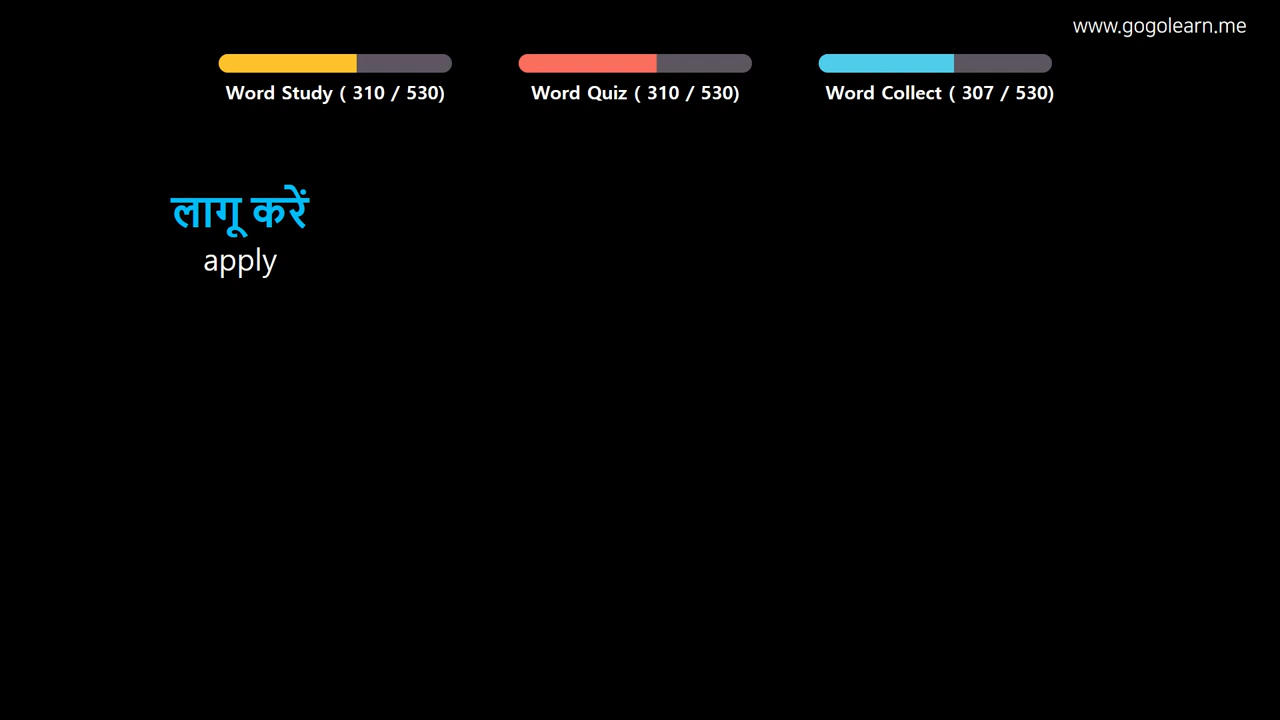 www.gogolearn.me
Word Study ( 310 / 530)
Word Quiz ( 310 / 530)
Word Collect ( 307 / 530)
लागू करें
apply